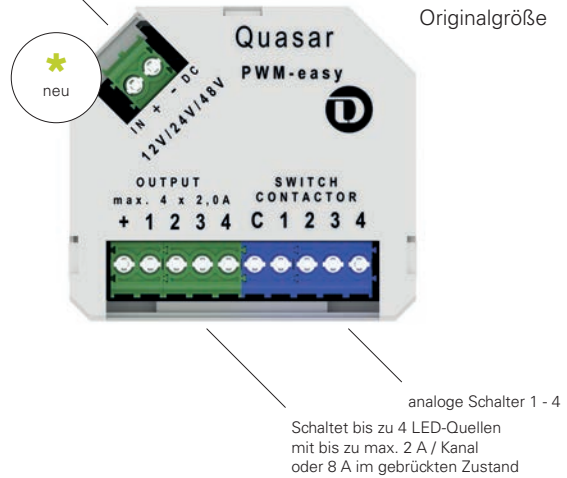 Originalgröße
*
neu
Quasar
PWM-easy
IN + - DC
12V/24V/48V
OUTPUT
max. 4 x 2,0A
+ 1 2 3 4
SWITCH
CONTACTOR
C 1 2 3 4
analoge Schalter 1 - 4
Schaltet bis zu 4 LED-Quellen
mit bis zu max. 2 A / Kanal
oder 8 A im gebrückten Zustand